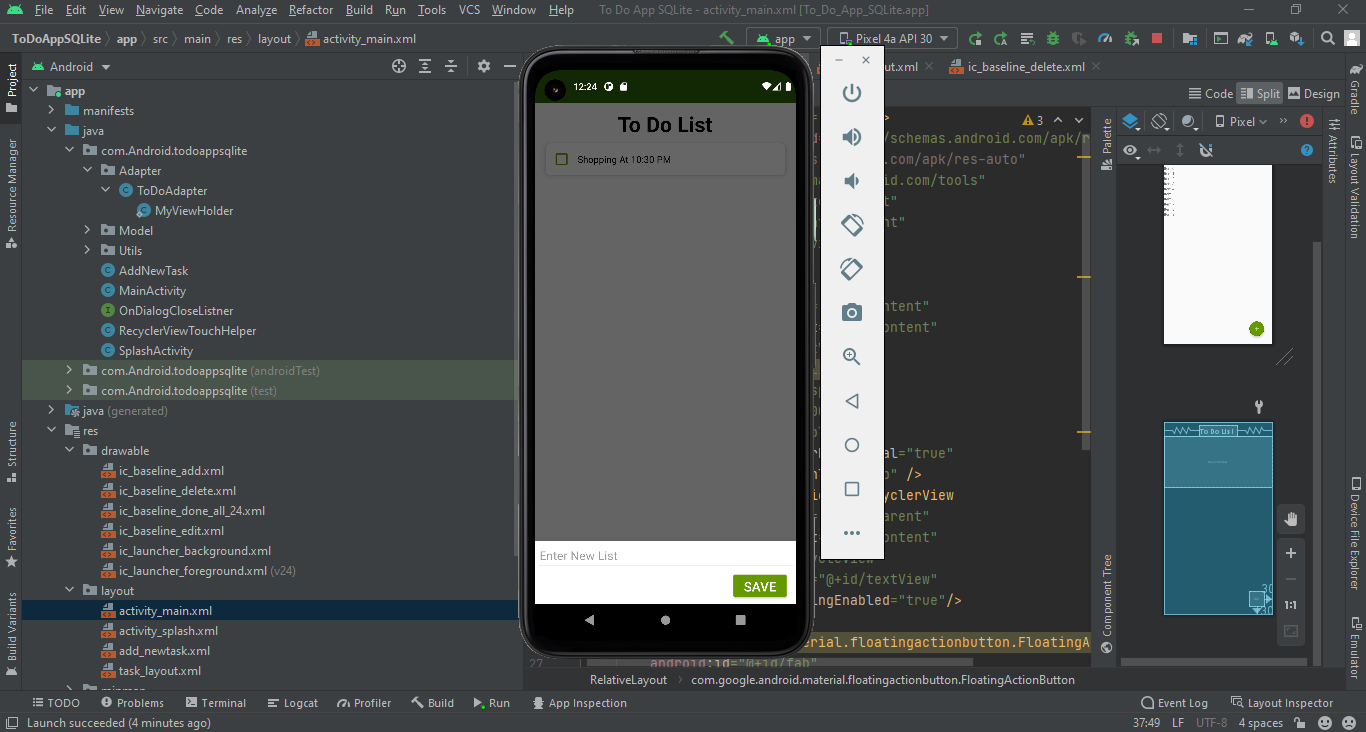 File Edit View Navigate Code Analyze Refactor Build Run Tools VCS Window Help To Do App SQLite - activity_main.xml [To_Do_App_SQLite.app]
ToDoAppSQLite app src main res layout activity_main.xml app Pixel 4a API 30
Android ut.xml ic_baseline_delete.xml
Code Split Design
app
manifests
java
com.Android.todoappsqlite
Adapter
ToDoAdapter
MyViewHolder
Model
Utils
AddNewTask
MainActivity
OnDialogCloseListner
RecyclerViewTouchHelper
SplashActivity
com.Android.todoappsqlite (androidTest)
com.Android.todoappsqlite (test)
java (generated)
res
drawable
ic_baseline_add.xml
ic_baseline_delete.xml
ic_baseline_done_all_24.xml
ic_baseline_edit.xml
ic_launcher_background.xml
ic_launcher_foreground.xml (v24)
layout
activity_main.xml
activity_splash.xml
add_newtask.xml
task_layout.xml
Project
Resource Manager
Structure
Favorites
Build Variants
12:24
To Do List
Shopping At 10:30 PM
Enter New List
SAVE
3
/schemas.android.com/apk/r
.com/apk/res-auto"
id.com/tools"
t"
nt"
ntent"
ontent"
al="true"
" />
yclerView
arent"
ontent"
"@+id/textView"
ingEnabled="true"/>
rial.floatingactionbutton.FloatingA
27 android:id="@+id/fab"
RelativeLayout com.google.android.material.floatingactionbutton.FloatingActionButton
Palette
Component Tree
Pixel
To Do List
1:1
Gradle
Attributes
Layout Validation
Device File Explorer
Emulator
TODO Problems Terminal Logcat Profiler Build Run App Inspection Event Log Layout Inspector
Launch succeeded (4 minutes ago) 37:49 LF UTF-8 4 spaces